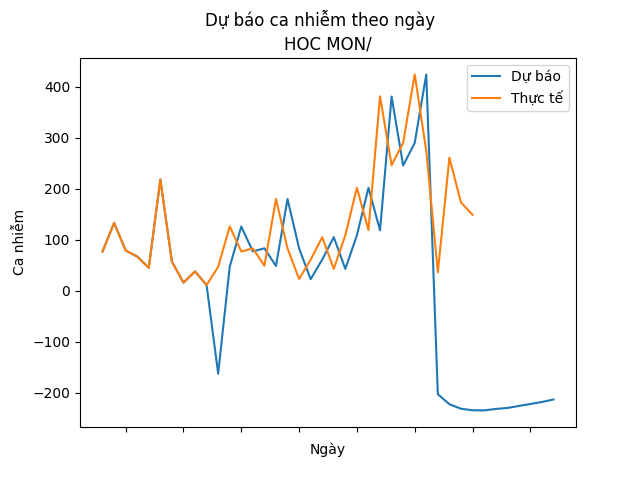 Dự báo ca nhiễm theo ngày
HOC MON/
Dự báo
Thực tế
400
300
200
100
0
−100
−200
Ca nhiễm
Ngày